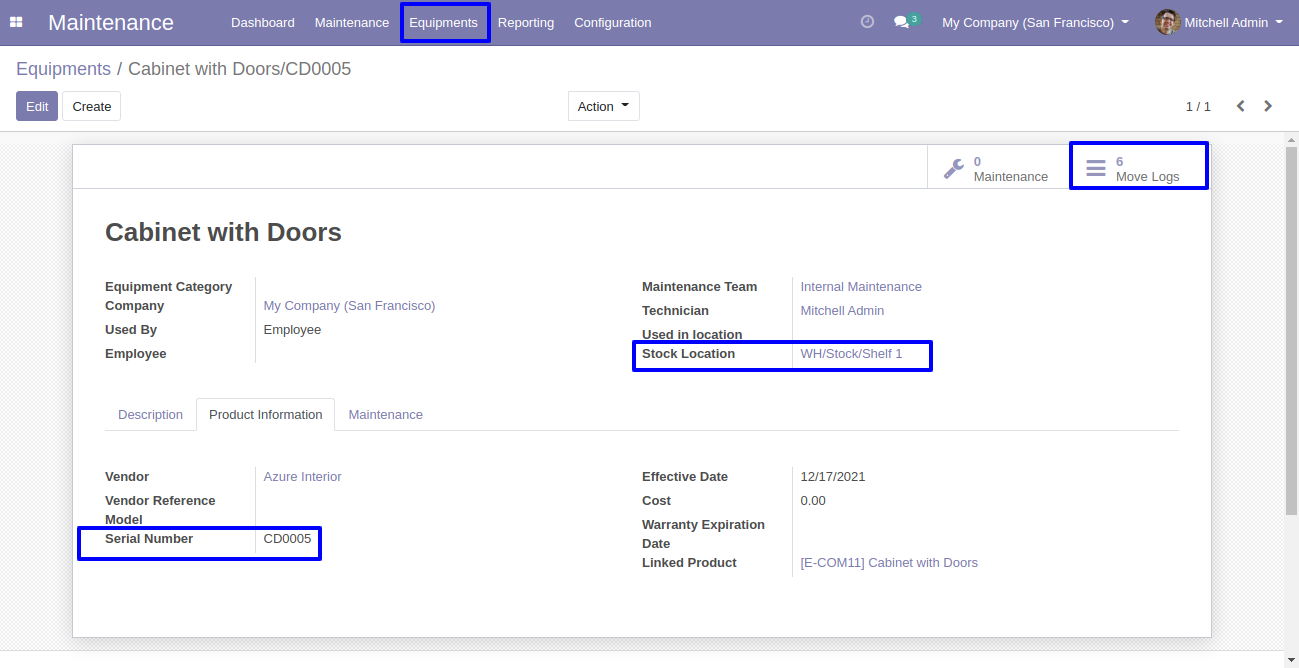 Maintenance Dashboard Maintenance Equipments Reporting Configuration 3 My Company (San Francisco) Mitchell Admin
Equipments / Cabinet with Doors/CD0005
Edit Create Action 1 / 1
0
Maintenance
6
Move Logs
Cabinet with Doors
Equipment Category
Company My Company (San Francisco)
Used By Employee
Employee
Maintenance Team Internal Maintenance
Technician Mitchell Admin
Used in location
Stock Location WH/Stock/Shelf 1
Description Product Information Maintenance
Vendor Azure Interior
Vendor Reference
Model
Serial Number CD0005
Effective Date 12/17/2021
Cost 0.00
Warranty Expiration
Date
Linked Product [E-COM11] Cabinet with Doors